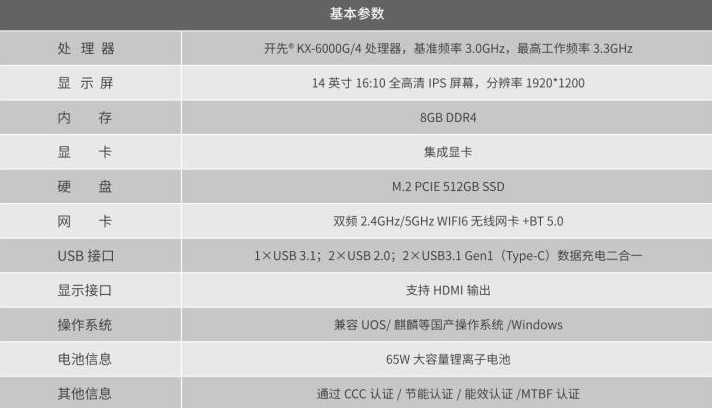 基本参数
处 理 器 开先® KX-6000G/4 处理器，基准频率 3.0GHz，最高工作频率 3.3GHz
显 示 屏 14 英寸 16:10 全高清 IPS 屏幕，分辨率 1920*1200
内 存 8GB DDR4
显 卡 集成显卡
硬 盘 M.2 PCIE 512GB SSD
网 卡 双频 2.4GHz/5GHz WIFI6 无线网卡 +BT 5.0
USB 接口 1×USB 3.1；2×USB 2.0；2×USB3.1 Gen1（Type-C）数据充电二合一
显示接口 支持 HDMI 输出
操作系统 兼容 UOS/ 麒麟等国产操作系统 /Windows
电池信息 65W 大容量锂离子电池
其他信息 通过 CCC 认证 / 节能认证 / 能效认证 /MTBF 认证